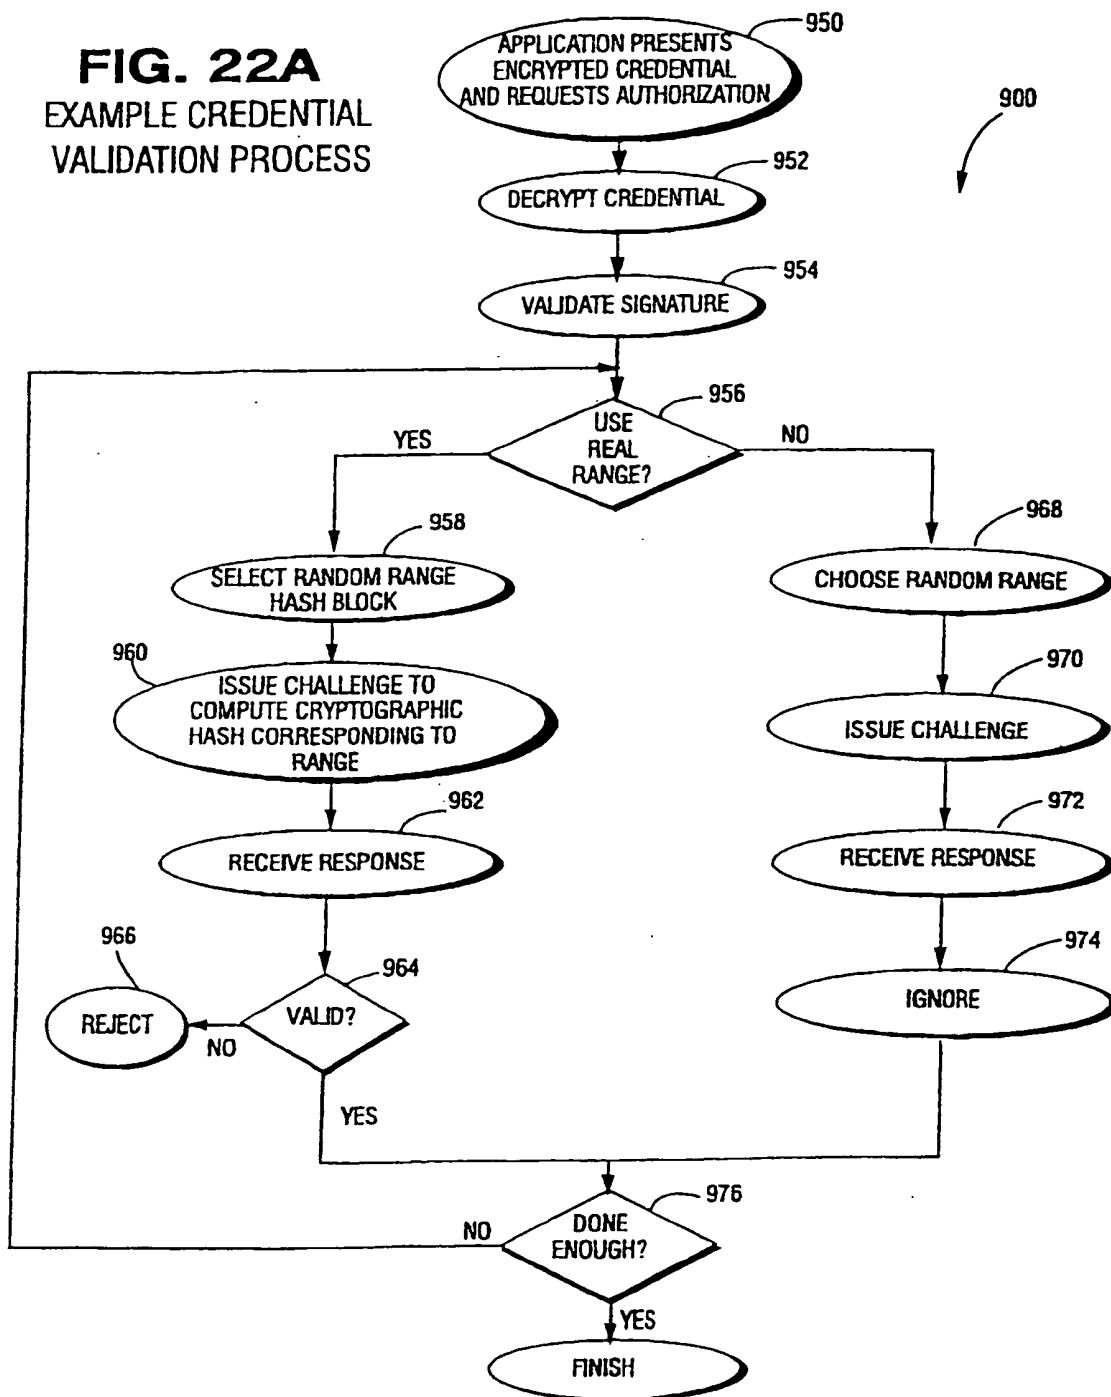 FIG. 22A
EXAMPLE CREDENTIAL
VALIDATION PROCESS
950
APPLICATION PRESENTS
ENCRYPTED CREDENTIAL
AND REQUESTS AUTHORIZATION
900
952
DECRYPT CREDENTIAL
954
VALIDATE SIGNATURE
956
USE
REAL
RANGE?
YES
NO
958
SELECT RANDOM RANGE
HASH BLOCK
968
CHOOSE RANDOM RANGE
960
ISSUE CHALLENGE TO
COMPUTE CRYPTOGRAPHIC
HASH CORRESPONDING TO
RANGE
970
ISSUE CHALLENGE
962
RECEIVE RESPONSE
972
RECEIVE RESPONSE
966
REJECT
964
VALID?
NO
YES
974
IGNORE
976
DONE
ENOUGH?
NO
YES
FINISH